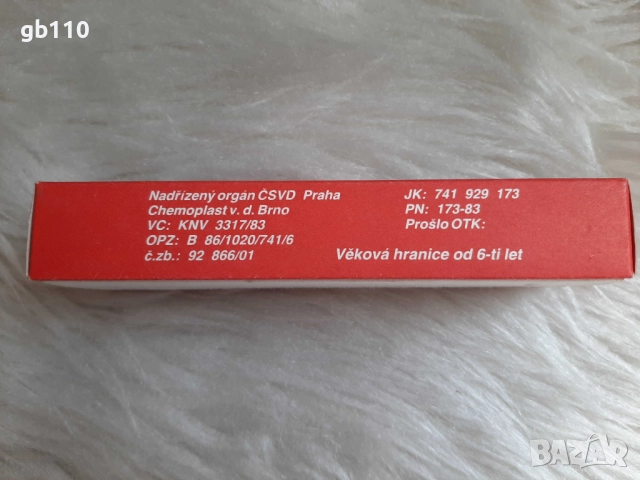 gb110
Nadřízený orgán ČSVD Praha
Chemoplast v. d. Brno
VC: KNV 3317/83
OPZ: B 86/1020/741/6
č.zb.: 92 866/01
JK: 741 929 173
PN: 173-83
Prošlo OTK:
Věková hranice od 6-ti let
BAZAR